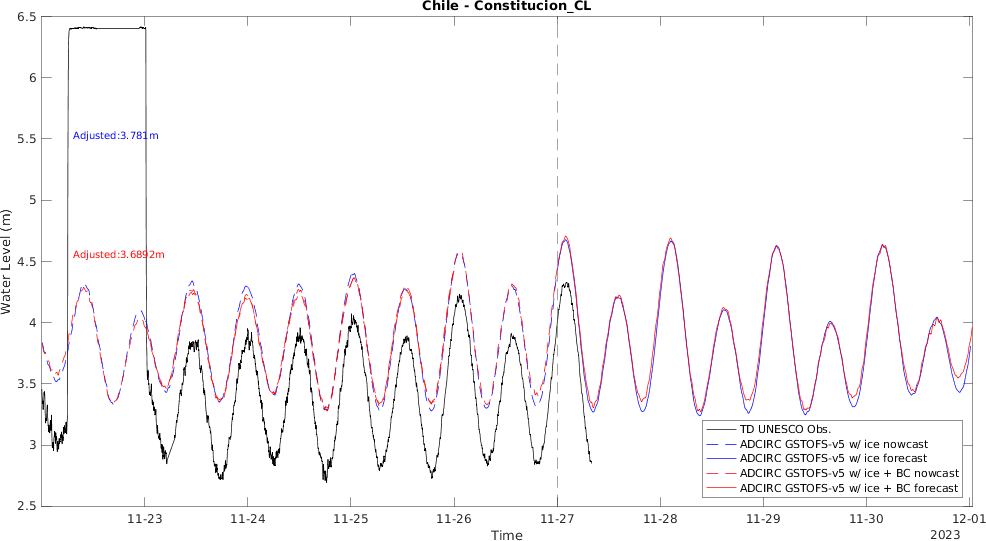 Chile - Constitucion_CL
6.5
6
5.5
5
4.5
4
3.5
3
2.5
Water Level (m)
Adjusted:3.781m
Adjusted:3.6892m
TD UNESCO Obs.
ADCIRC GSTOFS-v5 w/ ice nowcast
ADCIRC GSTOFS-v5 w/ ice forecast
ADCIRC GSTOFS-v5 w/ ice + BC nowcast
ADCIRC GSTOFS-v5 w/ ice + BC forecast
11-23 11-24 11-25 11-26 11-27 11-28 11-29 11-30 12-01
Time
2023